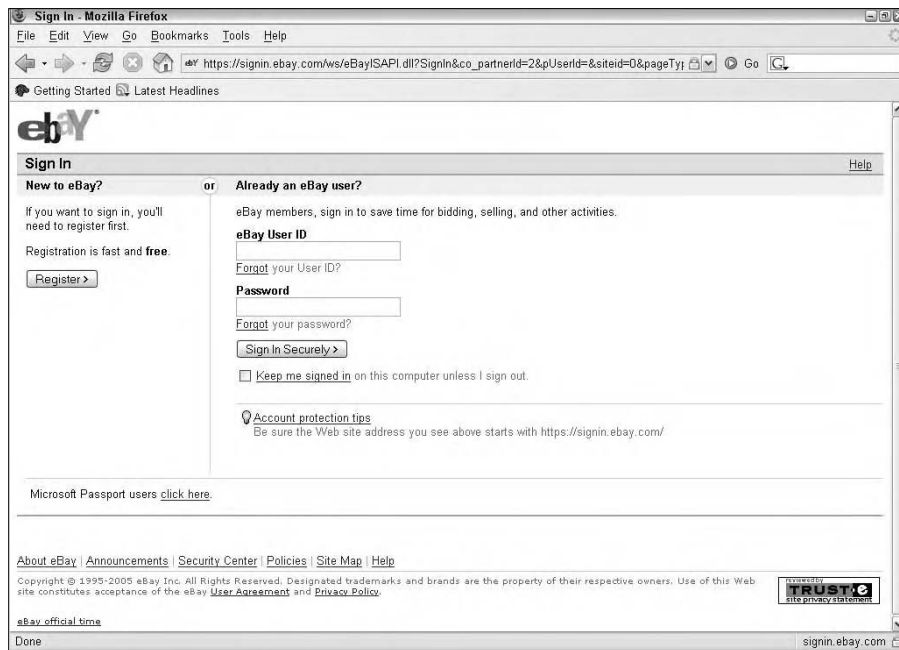 Sign In - Mozilla Firefox
File Edit View Go Bookmarks Tools Help
https://signin.ebay.com/ws/eBayISAPI.dll?SignIn&co_partnerId=2&pUserId=&siteid=0&pageTyp Go
Getting Started Latest Headlines
ebay
Sign In Help
New to eBay? or Already an eBay user?
If you want to sign in, you'll
need to register first.
Registration is fast and free.
Register >
eBay members, sign in to save time for bidding, selling, and other activities.
eBay User ID
Forgot your User ID?
Password
Forgot your password?
Sign In Securely >
Keep me signed in on this computer unless I sign out.
Account protection tips
Be sure the Web site address you see above starts with https://signin.ebay.com/
Microsoft Passport users click here.
About eBay | Announcements | Security Center | Policies | Site Map | Help
Copyright © 1995-2005 eBay Inc. All Rights Reserved. Designated trademarks and brands are the property of their respective owners. Use of this Web
site constitutes acceptance of the eBay User Agreement and Privacy Policy.
reviewed by
TRUSTe
site privacy statement
eBay official time
Done signin.ebay.com